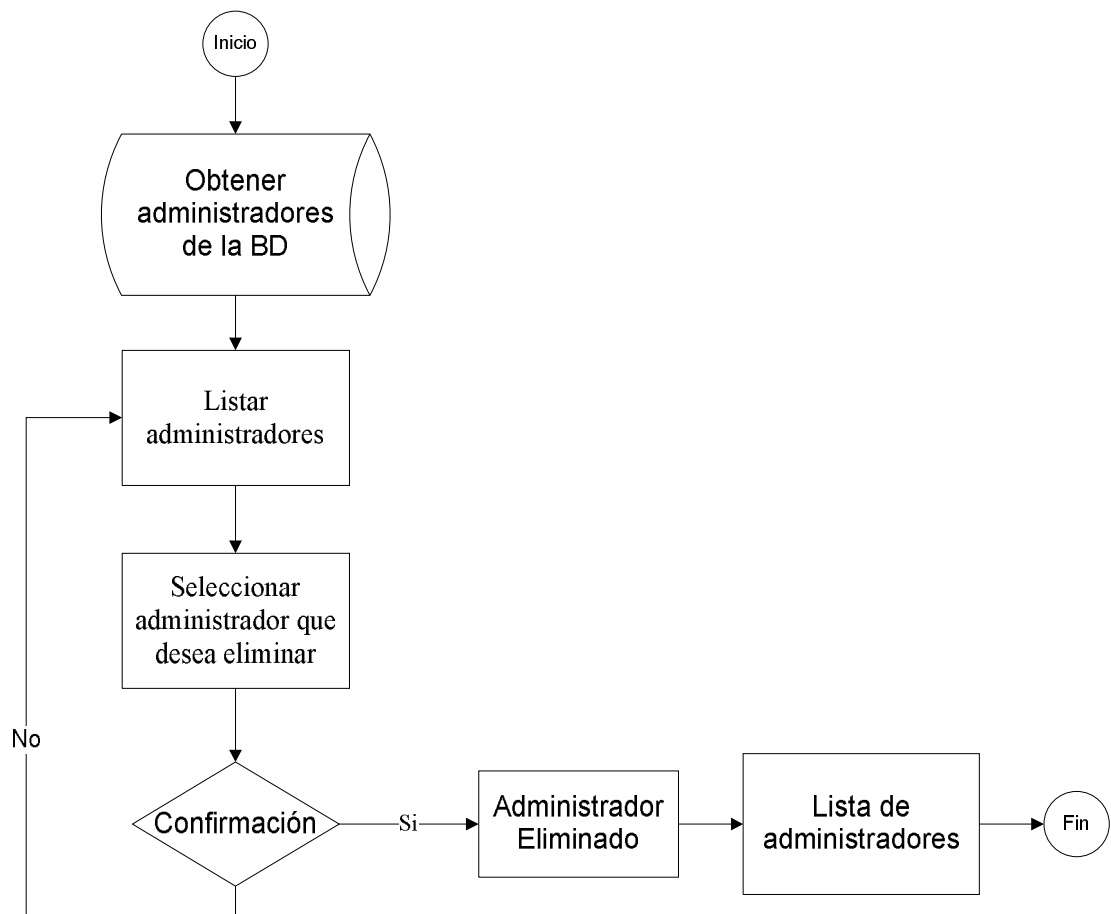 Inicio
Obtener
administradores
de la BD
Listar
administradores
Seleccionar
administrador que
desea eliminar
No
Confirmación
Si
Administrador
Eliminado
Lista de
administradores
Fin